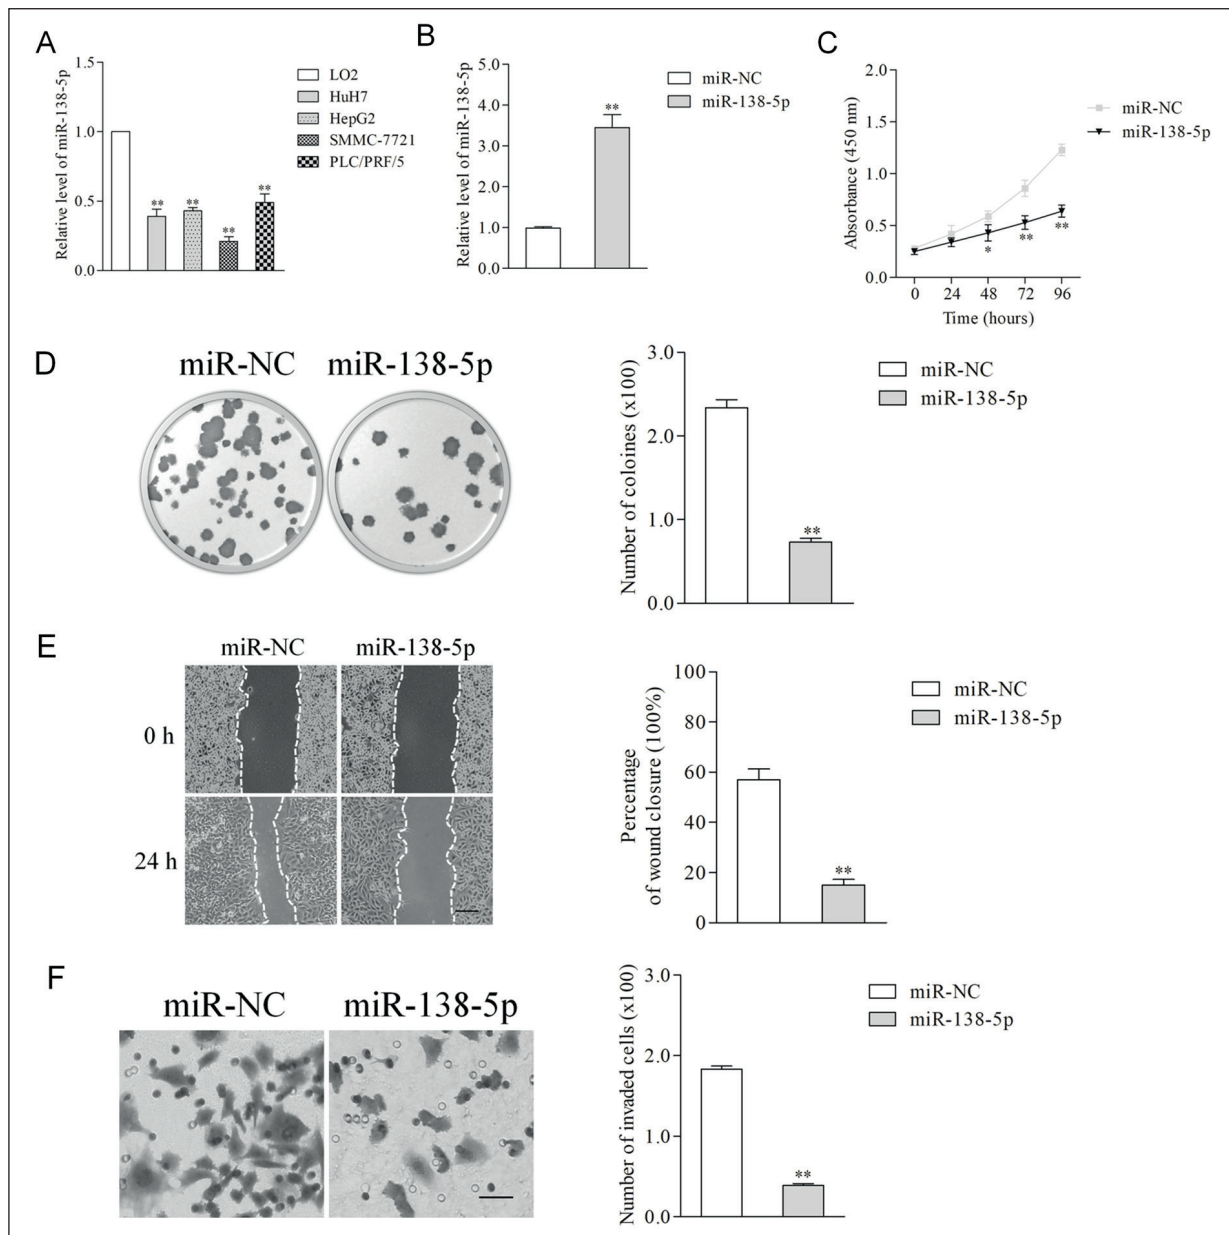 A
Relative level of miR-138-5p
1.5
1.0
0.5
0.0
**
**
**
**
LO2
HuH7
HepG2
SMMC-7721
PLC/PRF/5
B
Relative level of miR-138-5p
5.0
4.0
3.0
2.0
1.0
0.0
**
miR-NC
miR-138-5p
C
Absorbance (450 nm)
2.0
1.5
1.0
0.5
0.0
*
**
**
0 24 48 72 96
Time (hours)
miR-NC
miR-138-5p
D
miR-NC miR-138-5p
Number of coloines (x100)
3.0
2.0
1.0
0.0
**
miR-NC
miR-138-5p
E
miR-NC miR-138-5p
0 h
24 h
Percentage
of wound closure (100%)
100
80
60
40
20
0
**
miR-NC
miR-138-5p
F
miR-NC miR-138-5p
Number of invaded cells (x100)
3.0
2.0
1.0
0.0
**
miR-NC
miR-138-5p